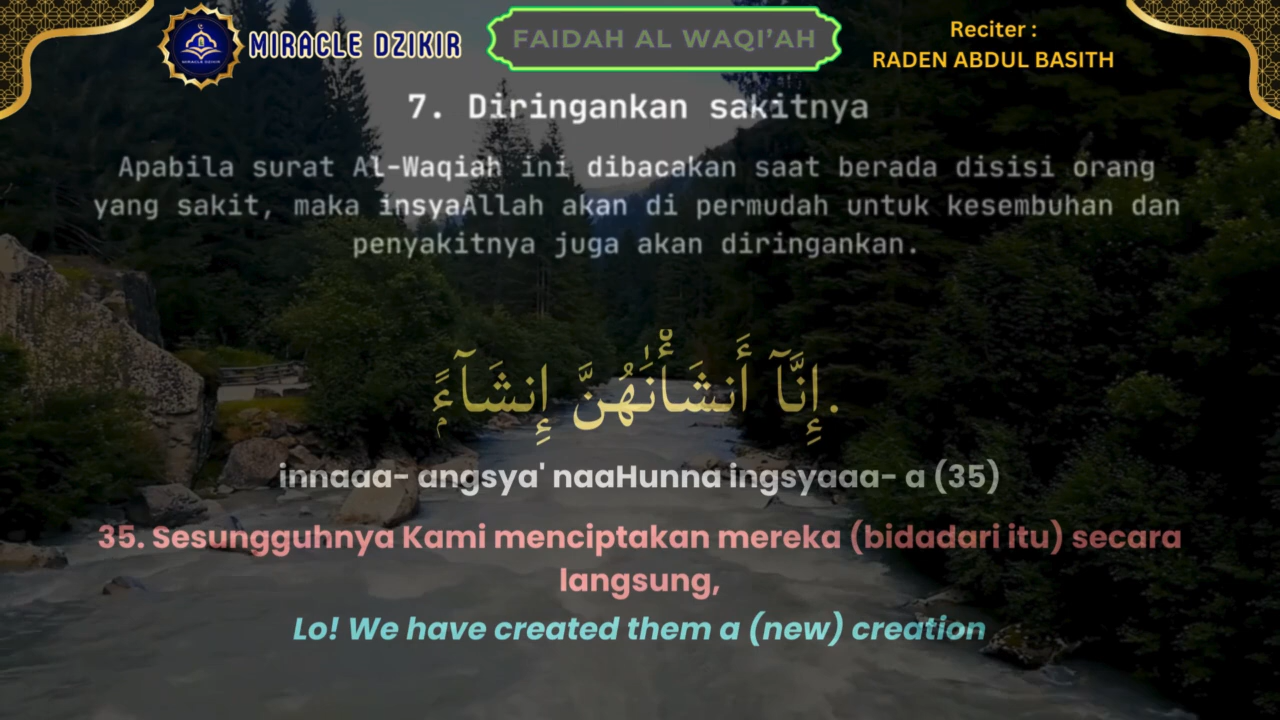 MIRACLE DZIKIR
FAIDAH AL WAQI'AH
Reciter :
RADEN ABDUL BASITH
7. Diringankan sakitnya
Apabila surat Al-Waqiah ini dibacakan saat berada disisi orang
yang sakit, maka insyaAllah akan di permudah untuk kesembuhan dan
penyakitnya juga akan diringankan.
إِنَّآ أَنشَأْنَٰهُنَّ إِنشَآءًۭ.
innaaa- angsya' naaHunna ingsyaaa- a (35)
35. Sesungguhnya Kami menciptakan mereka (bidadari itu) secara
langsung,
Lo! We have created them a (new) creation